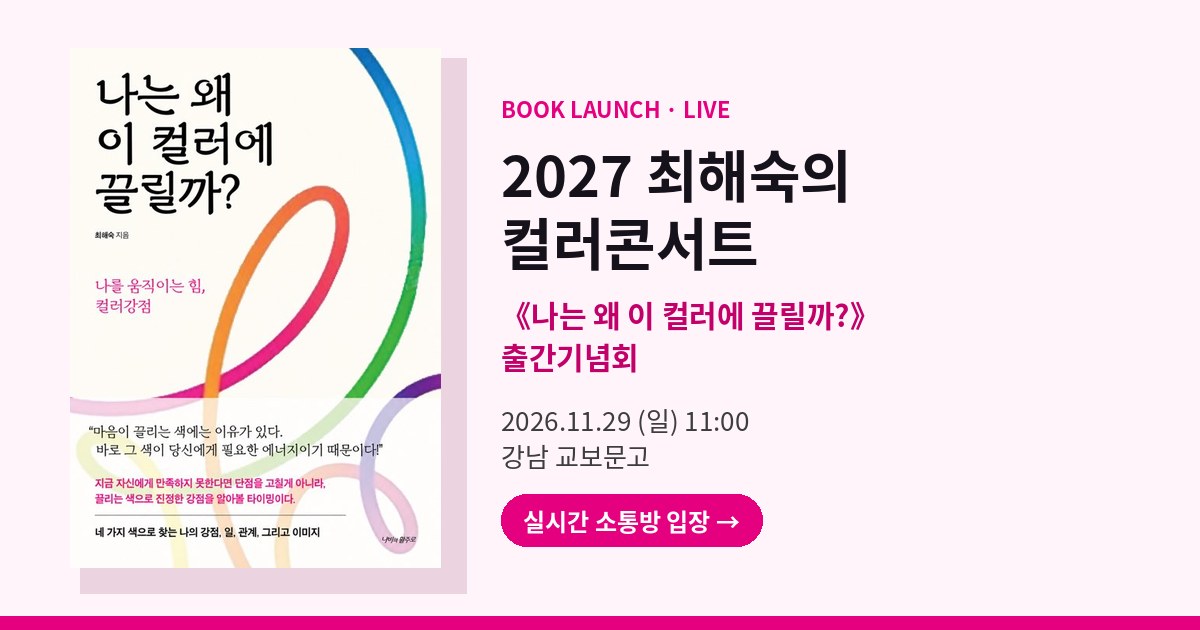 나는 왜
이 컬러에
끌릴까?
최해숙 지음
나를 움직이는 힘,
컬러강점
“마음이 끌리는 색에는 이유가 있다.
바로 그 색이 당신에게 필요한 에너지이기 때문이다!”
지금 자신에게 만족하지 못한다면 단점을 고칠게 아니라,
끌리는 색으로 진정한 강점을 알아볼 타이밍이다.
네 가지 색으로 찾는 나의 강점, 일, 관계, 그리고 이미지
BOOK LAUNCH · LIVE
2027 최해숙의
컬러콘서트
《나는 왜 이 컬러에 끌릴까?》
출간기념회
2026.11.29 (일) 11:00
강남 교보문고
실시간 소통방 입장 →